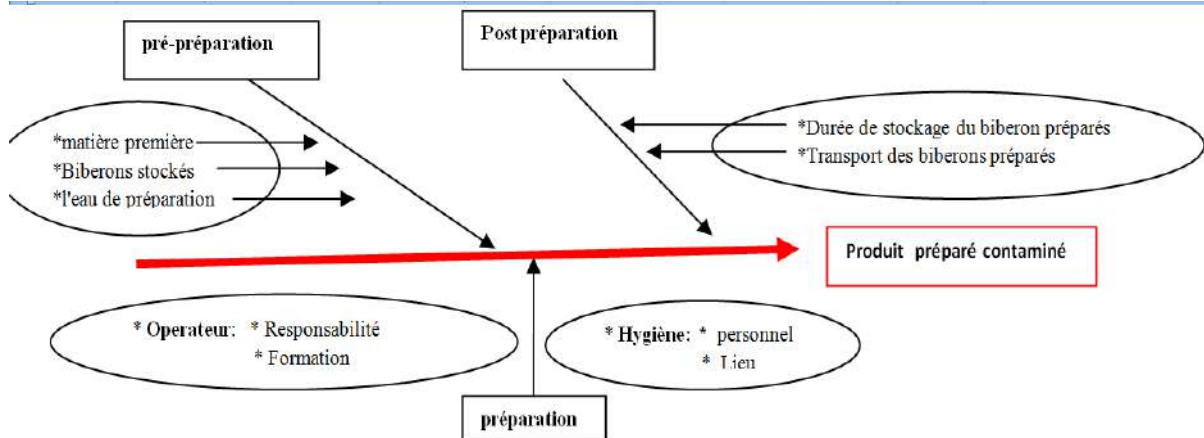 pré-préparation
Post préparation
*matière première
*Biberons stockés
*l'eau de préparation
*Durée de stockage du biberon préparés
*Transport des biberons préparés
Produit préparé contaminé
* Operateur: * Responsabilité
* Formation
* Hygiène: * personnel
* Lieu
préparation